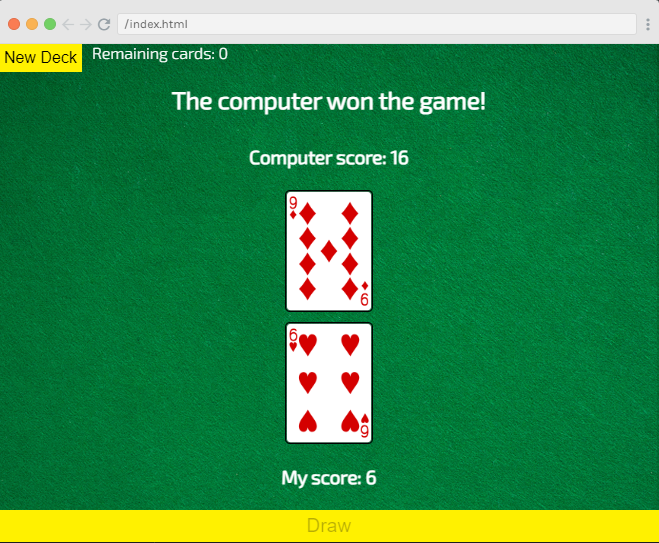 /index.html
New Deck
Remaining cards: 0
The computer won the game!
Computer score: 16
9
9
6
6
My score: 6
Draw